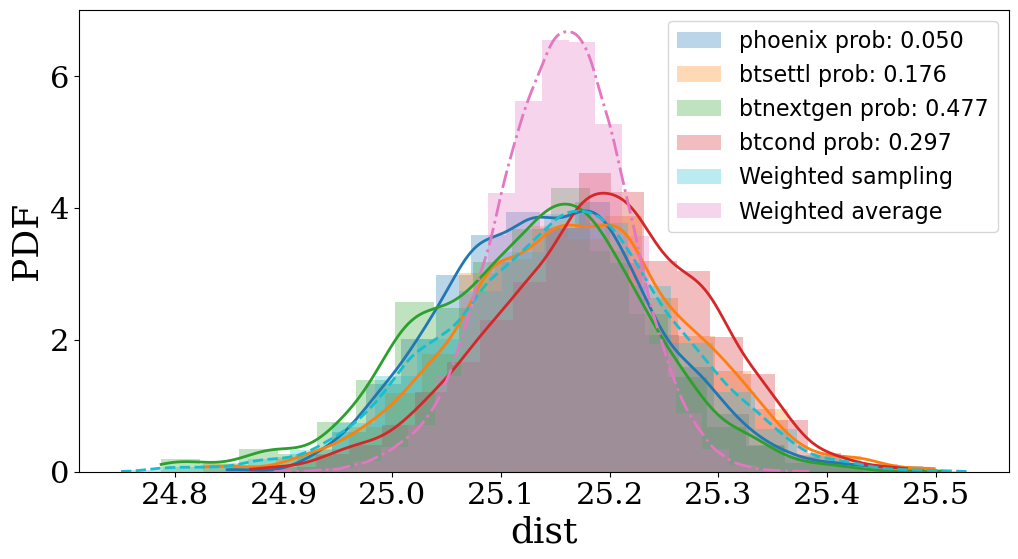 phoenix prob: 0.050
btsettl prob: 0.176
btnextgen prob: 0.477
btcond prob: 0.297
Weighted sampling
Weighted average
PDF
6
4
2
0
24.8 24.9 25.0 25.1 25.2 25.3 25.4 25.5
dist